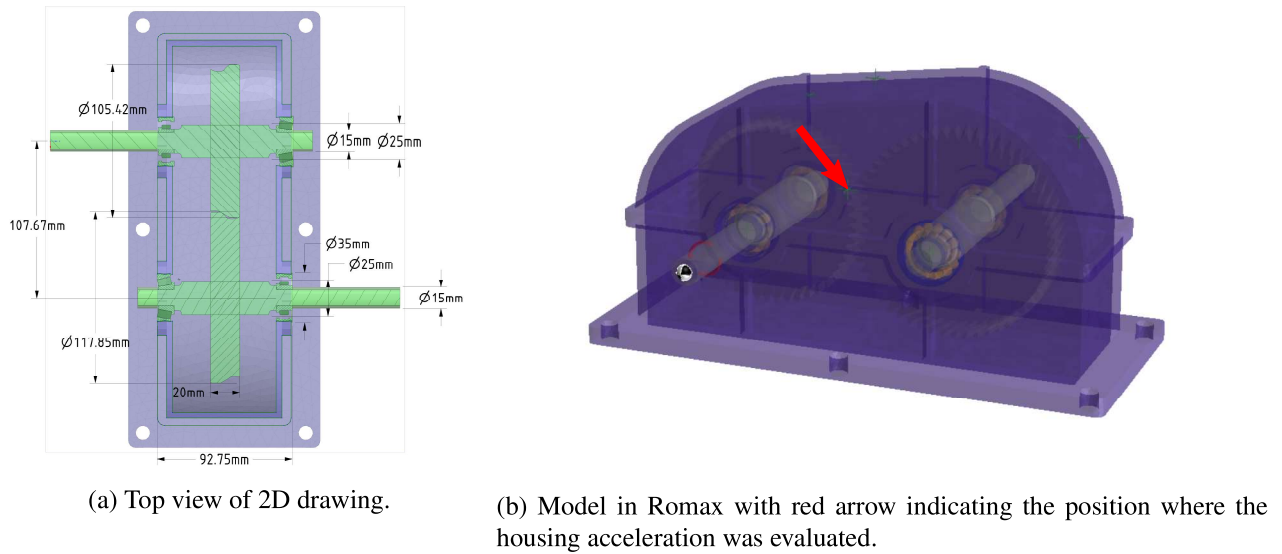 Ø105.42mm
Ø15mm
Ø25mm
107.67mm
Ø35mm
Ø25mm
Ø15mm
Ø117.85mm
20mm
92.75mm
(a) Top view of 2D drawing.
(b) Model in Romax with red arrow indicating the position where the
housing acceleration was evaluated.